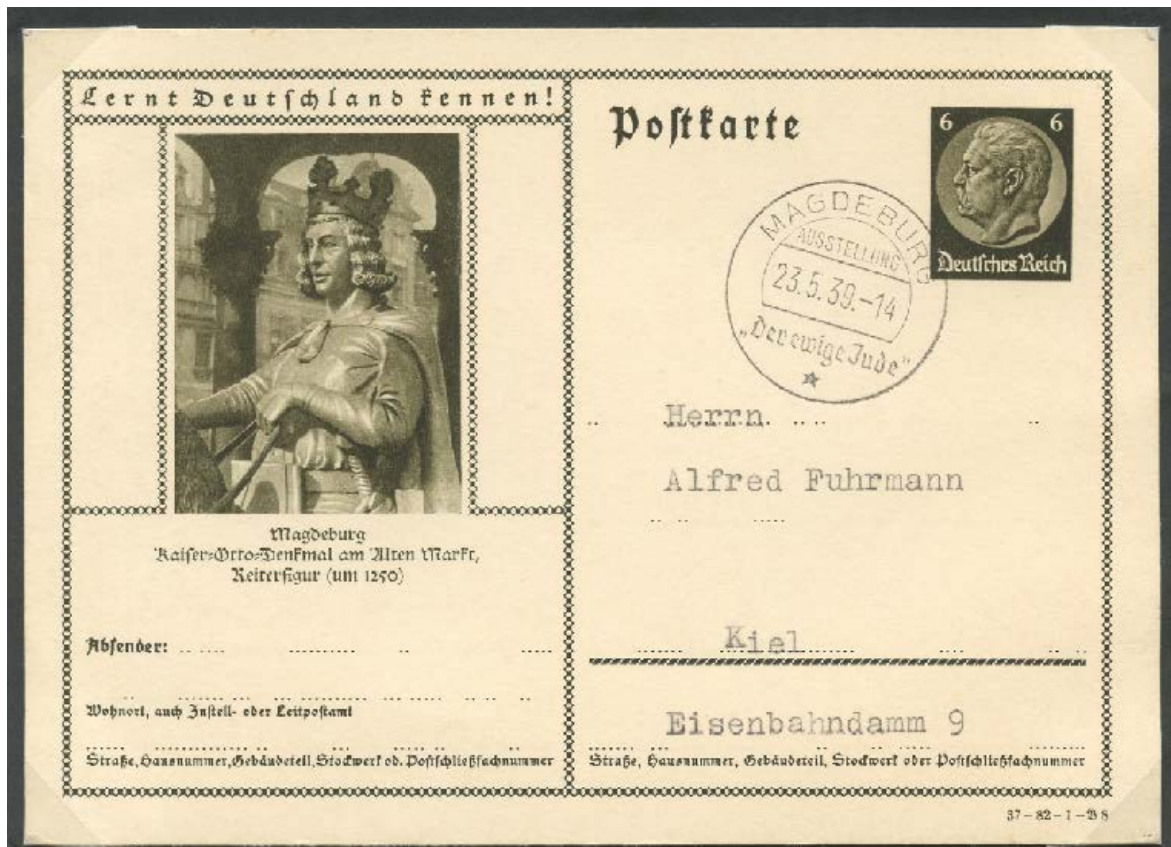 Lernt Deutschland kennen!
Magdeburg
Kaiser-Otto-Denkmal am Alten Markt,
Reiterfigur (um 1250)
Absender:
Wohnort, auch Zustell- oder Leitpostamt
Straße, Hausnummer, Gebäudeteil, Stockwerk od. Postschließfachnummer
Postkarte
6 6
Deutsches Reich
MAGDEBURG
AUSSTELLUNG
23.5.39.-14
„Der ewige Jude"
Herrn
Alfred Fuhrmann
Kiel
Eisenbahndamm 9
Straße, Hausnummer, Gebäudeteil, Stockwerk oder Postschließfachnummer
37-82-1-B8